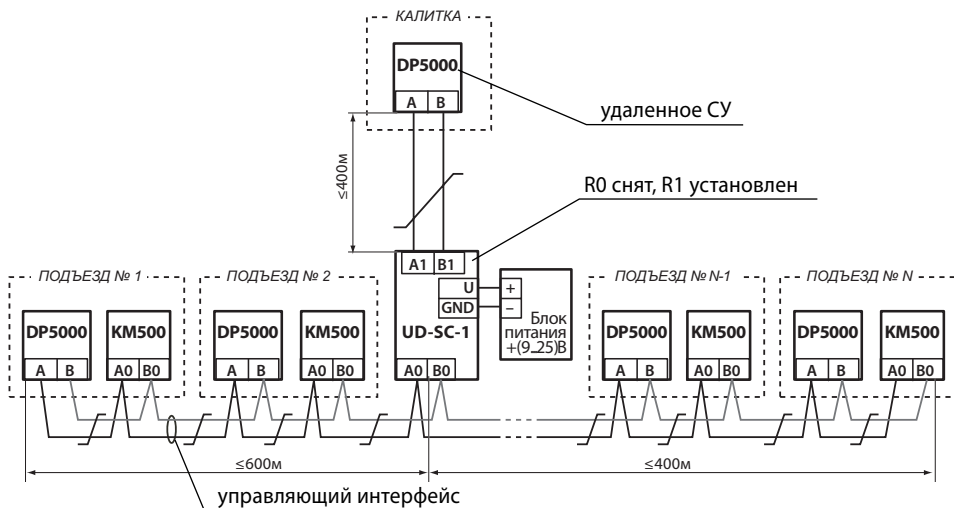 КАЛИТКА
DP5000
A B
удаленное СУ
≤400м
R0 снят, R1 установлен
A1 B1
U
GND
UD-SC-1
A0 B0
+
–
Блок
питания
+(9_25)В
ПОДЪЕЗД № 1
DP5000
A B
KM500
A0 B0
ПОДЪЕЗД № 2
DP5000
A B
KM500
A0 B0
ПОДЪЕЗД № N-1
DP5000
A B
KM500
A0 B0
ПОДЪЕЗД № N
DP5000
A B
KM500
A0 B0
≤600м
≤400м
управляющий интерфейс